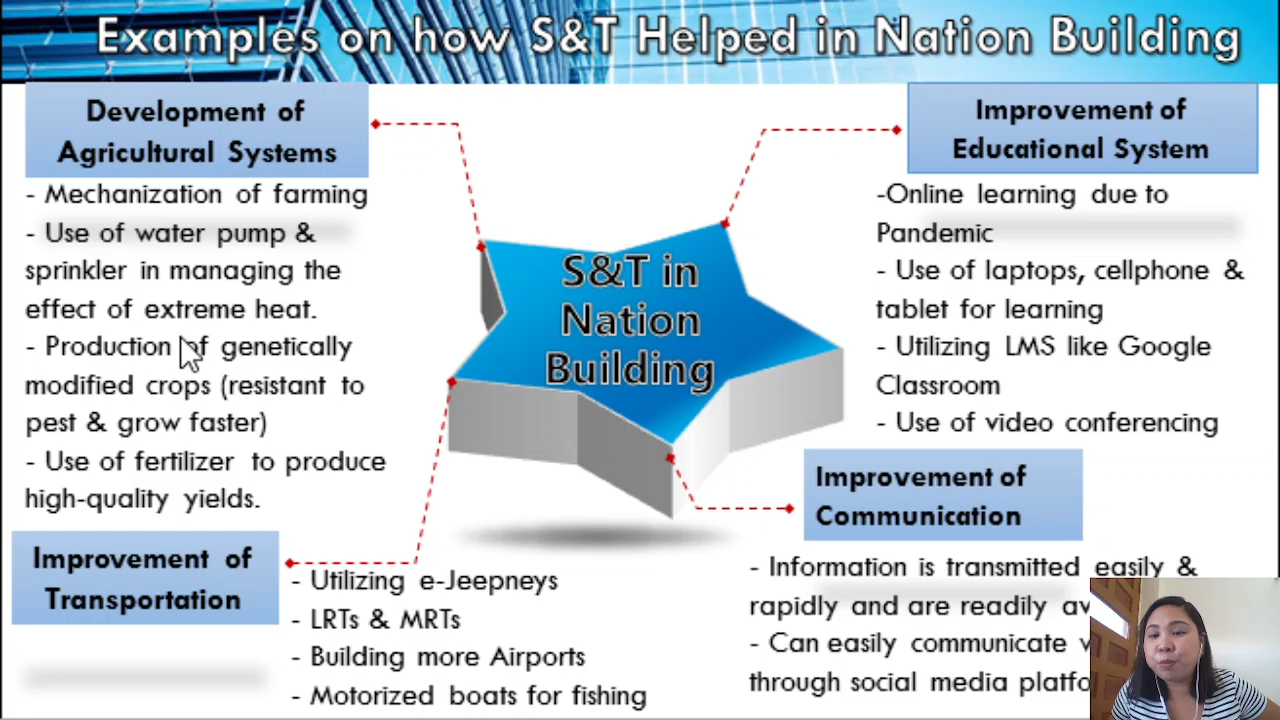 Examples on how S&T Helped in Nation Building
Development of
Agricultural Systems
- Mechanization of farming
- Use of water pump &
sprinkler in managing the
effect of extreme heat.
- Production of genetically
modified crops (resistant to
pest & grow faster)
- Use of fertilizer to produce
high-quality yields.
Improvement of
Transportation
- Utilizing e-Jeepneys
- LRTs & MRTs
- Building more Airports
- Motorized boats for fishing
S&T in
Nation
Building
Improvement of
Educational System
-Online learning due to
Pandemic
- Use of laptops, cellphone &
tablet for learning
- Utilizing LMS like Google
Classroom
- Use of video conferencing
Improvement of
Communication
- Information is transmitted easily &
rapidly and are readily
- Can easily communicate
through social media